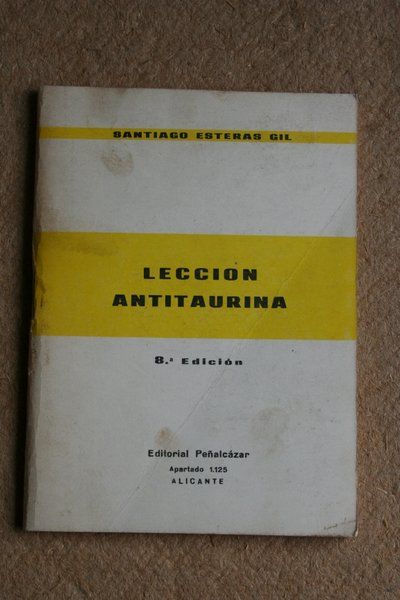 SANTIAGO ESTERAS GIL
LECCION
ANTITAURINA
8.ª Edición
Editorial Peñalcázar
Apartado 1.125
ALICANTE